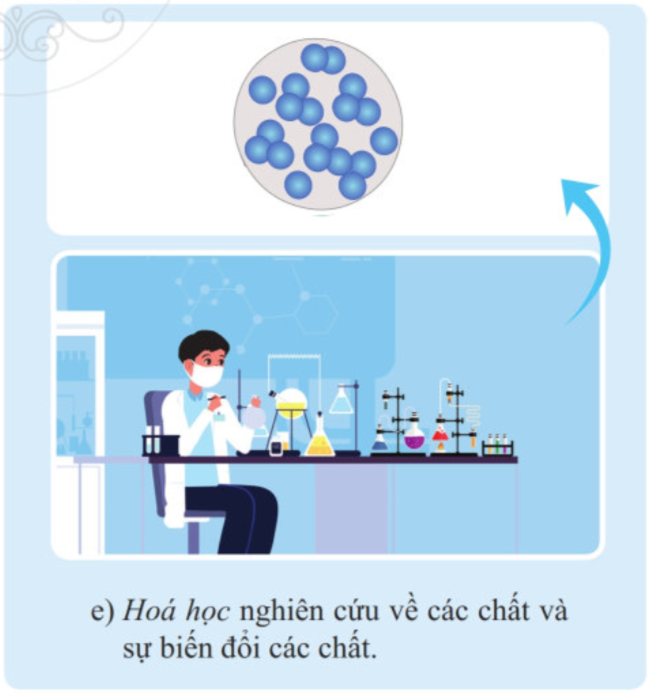 e) Hoá học nghiên cứu về các chất và
sự biến đổi các chất.